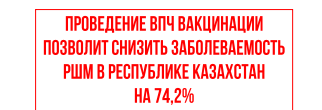 ПРОВЕДЕНИЕ ВПЧ ВАКЦИНАЦИИ
ПОЗВОЛИТ СНИЗИТЬ ЗАБОЛЕВАЕМОСТЬ
РШМ В РЕСПУБЛИКЕ КАЗАХСТАН
НА 74,2%